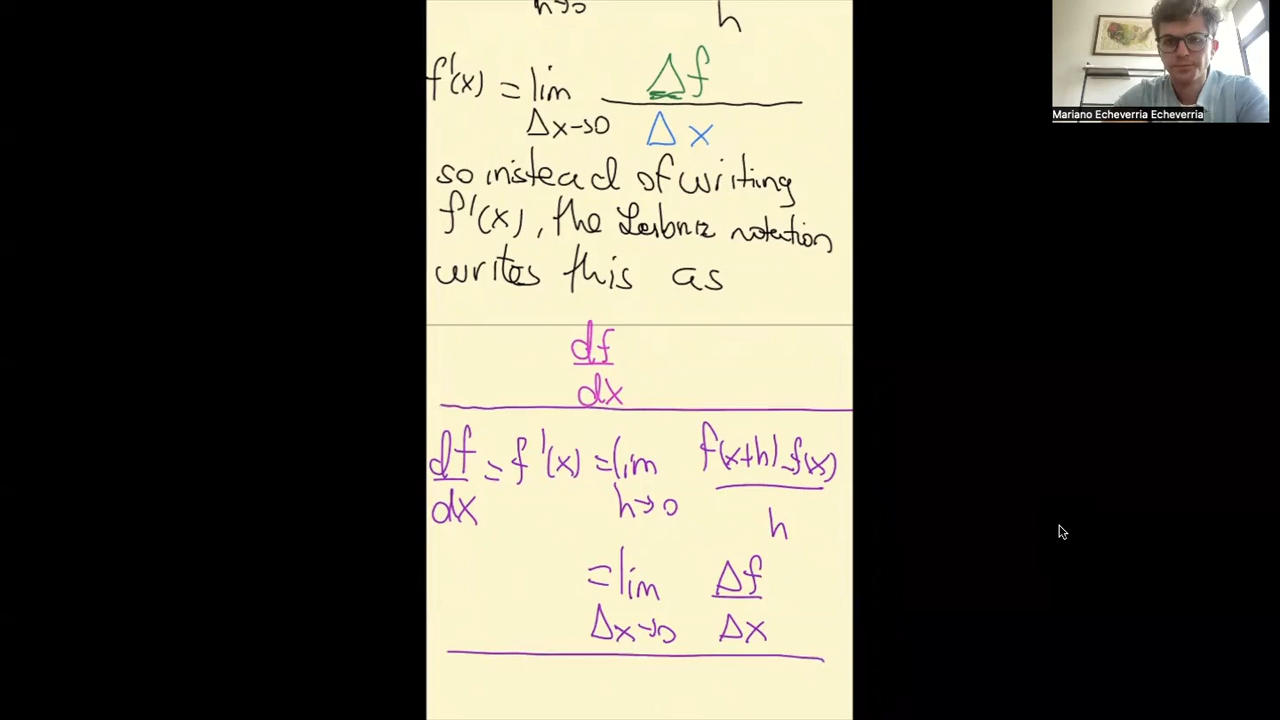 h→0 h
f'(x) = lim Δf
Δx→0 Δx
so instead of writing
f'(x), the Leibniz notation
writes this as
df
dx
df = f'(x) = lim f(x+h)-f(x)
dx h→0 h
= lim Δf
Δx→0 Δx
Mariano Echeverria Echeverria